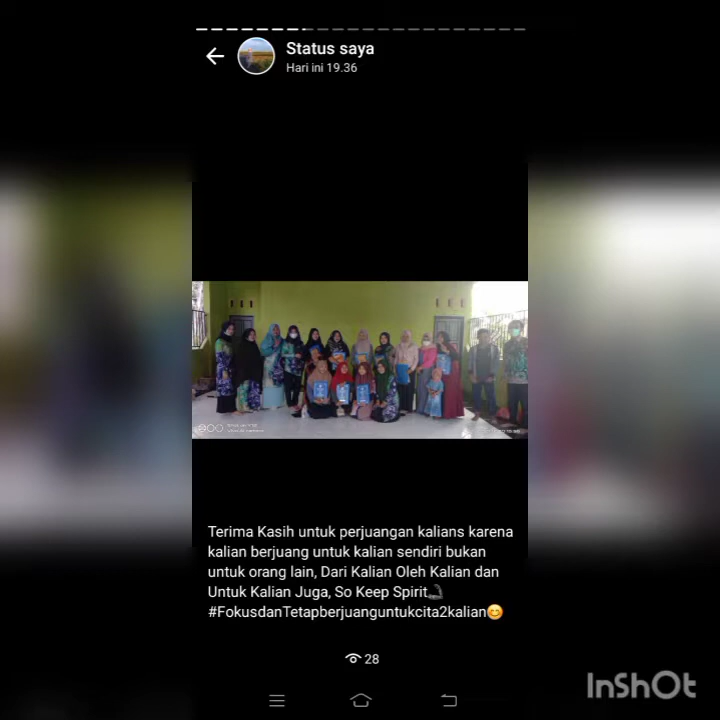 Status saya
Hari ini 19.36
Terima Kasih untuk perjuangan kalians karena
kalian berjuang untuk kalian sendiri bukan
untuk orang lain, Dari Kalian Oleh Kalian dan
Untuk Kalian Juga, So Keep Spirit
#FokusdanTetapberjuanguntukcita2kalian😊
28
InShOt